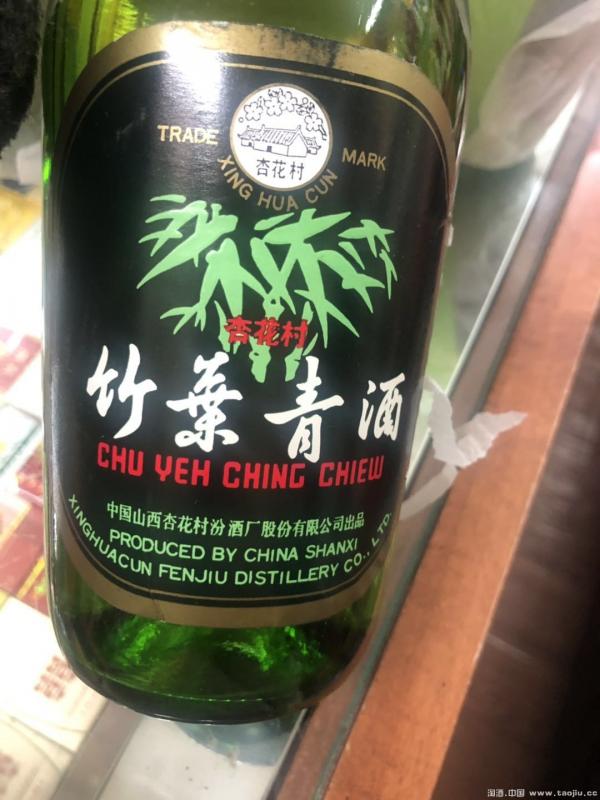 TRADE MARK
杏花村
XING HUA CUN
杏花村
竹葉青酒
CHU YEH CHING CHIEW
中国山西杏花村汾酒厂股份有限公司出品
PRODUCED BY CHINA SHANXI
XINGHUACUN FENJIU DISTILLERY CO., LTD.
淘酒.中国 www.taojiu.cc